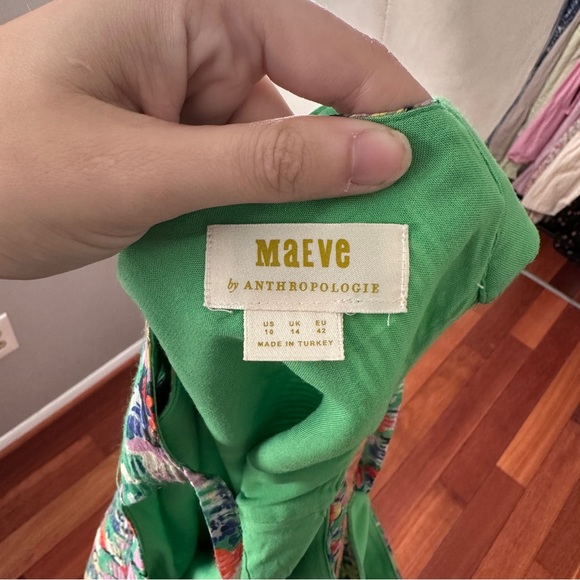 MaEVe
by ANTHROPOLOGIE
US UK EU
10 14 42
MADE IN TURKEY